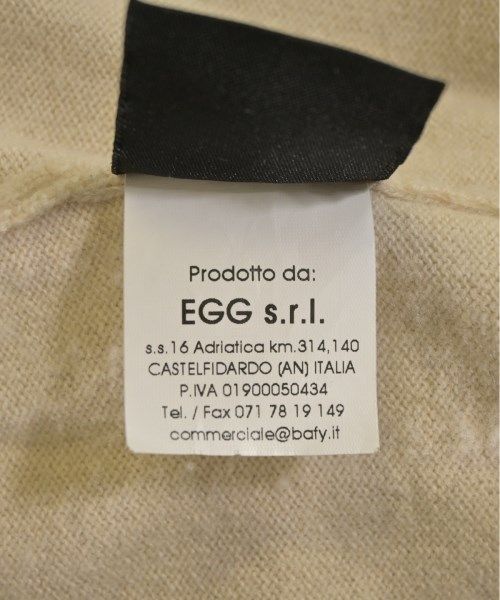 Prodotto da:
EGG s.r.l.
s.s.16 Adriatica km.314,140
CASTELFIDARDO (AN) ITALIA
P.IVA 01900050434
Tel. / Fax 071 78 19 149
commerciale@bafy.it